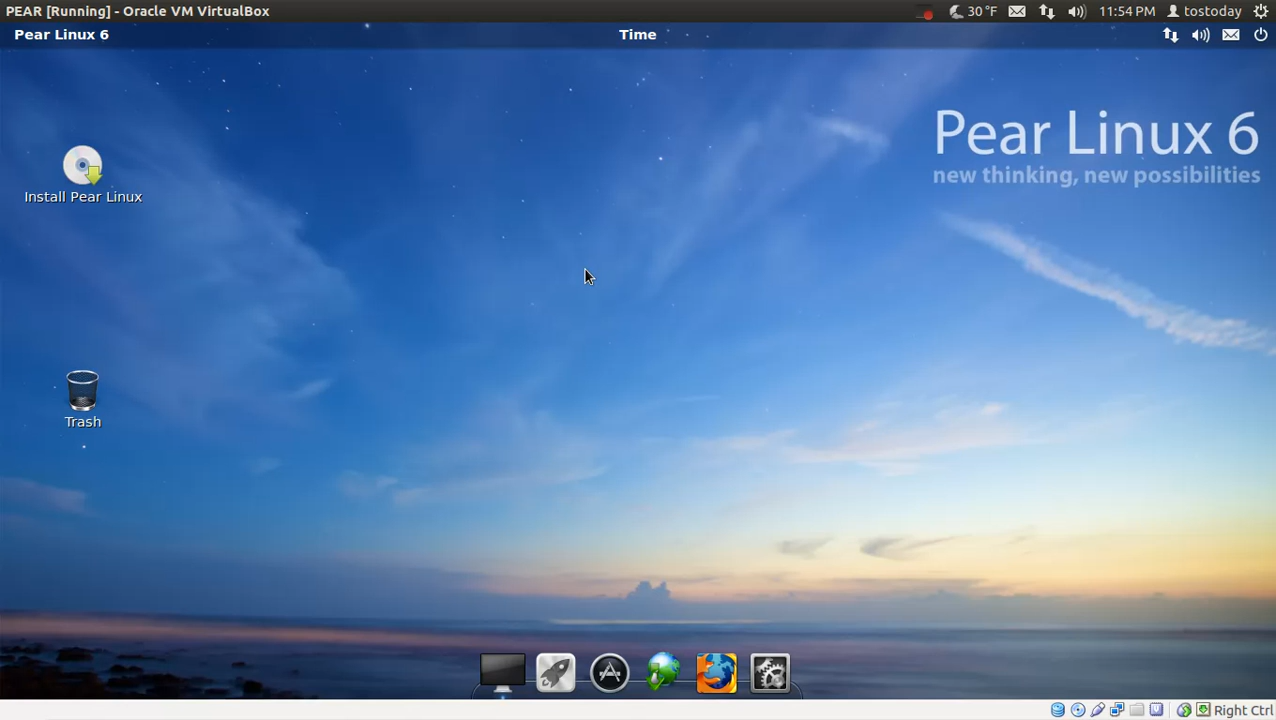 PEAR [Running] - Oracle VM VirtualBox
30 °F
11:54 PM
tostoday
Pear Linux 6
Time
Pear Linux 6
new thinking, new possibilities
Install Pear Linux
Trash
Right Ctrl